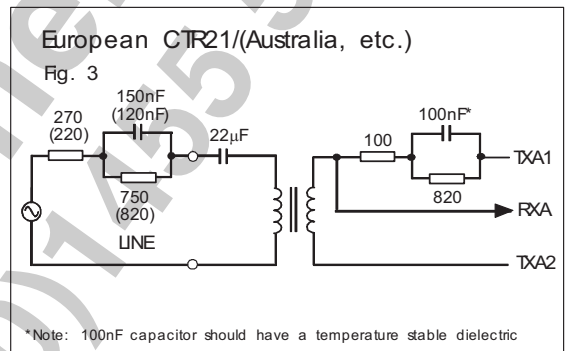 European CTR21/(Australia, etc.)
Fig. 3
150nF
(120nF)
270
(220)
22µF
750
(820)
LINE
100nF*
100
820
TXA1
RXA
TXA2
*Note: 100nF capacitor should have a temperature stable dielectric